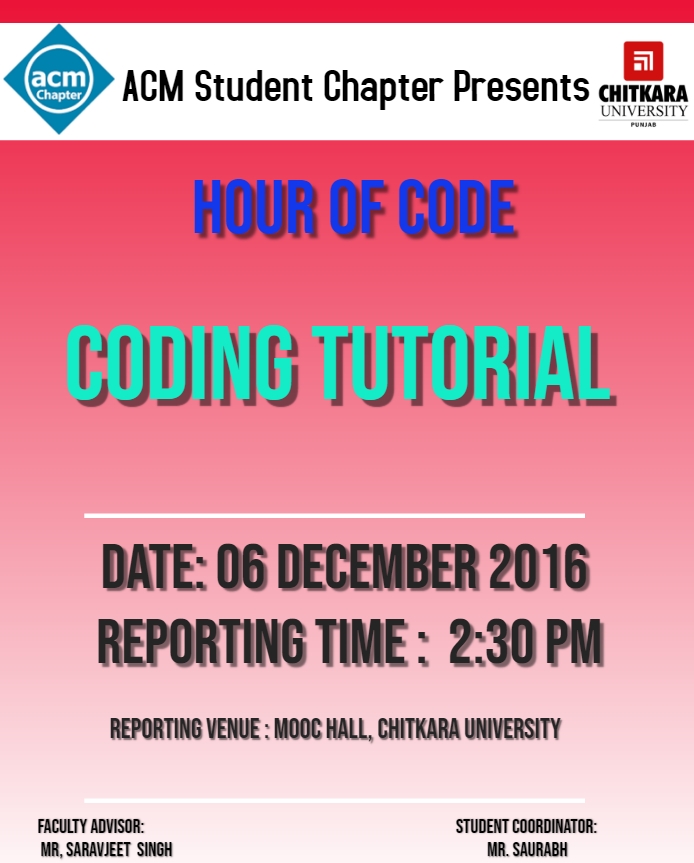 acm
Chapter
ACM Student Chapter Presents
CHITKARA
UNIVERSITY
PUNJAB
HOUR OF CODE
CODING TUTORIAL
DATE: 06 DECEMBER 2016
REPORTING TIME : 2:30 PM
REPORTING VENUE : MOOC HALL, CHITKARA UNIVERSITY
FACULTY ADVISOR:
MR, SARAVJEET SINGH
STUDENT COORDINATOR:
MR. SAURABH